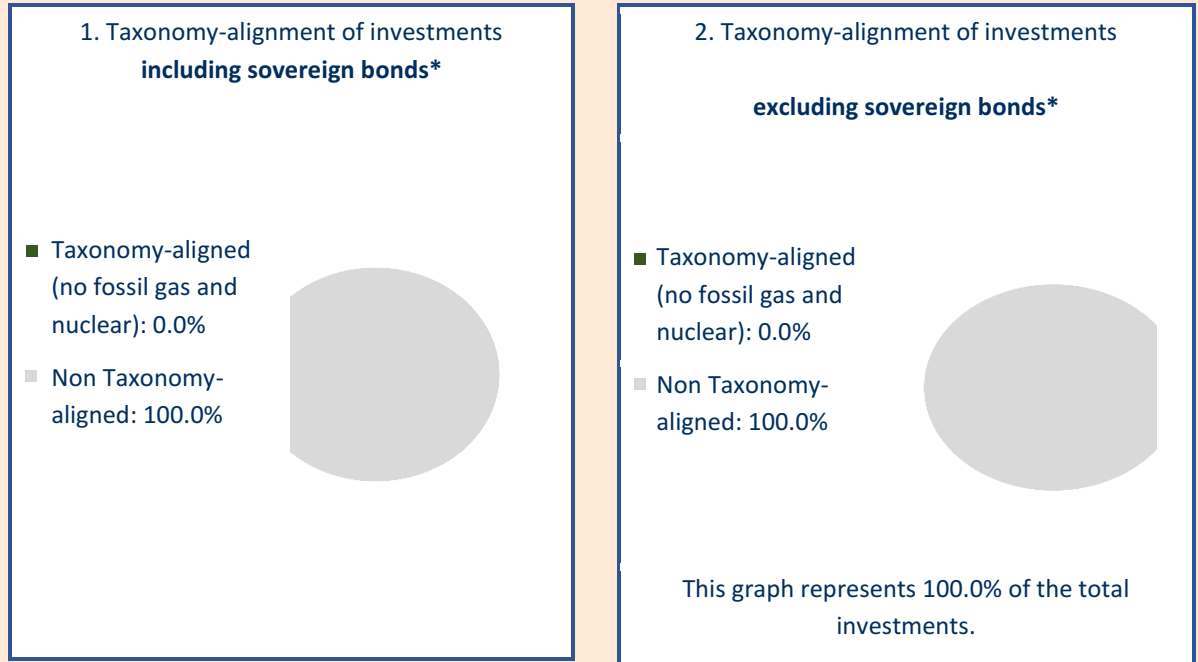 1. Taxonomy-alignment of investments
including sovereign bonds*
Taxonomy-aligned
(no fossil gas and
nuclear): 0.0%
Non Taxonomy-
aligned: 100.0%
2. Taxonomy-alignment of investments
excluding sovereign bonds*
Taxonomy-aligned
(no fossil gas and
nuclear): 0.0%
Non Taxonomy-
aligned: 100.0%
This graph represents 100.0% of the total
investments.